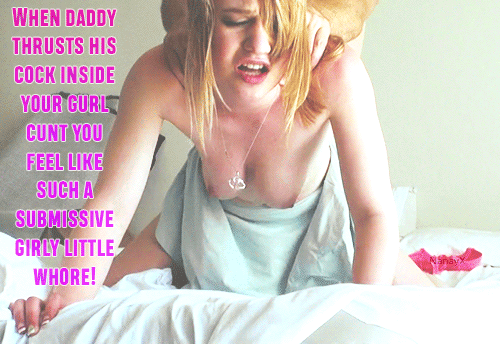 WHEN DADDY
THRUSTS HIS
COCK INSIDE
YOUR GURL
CUNT YOU
FEEL LIKE
SUCH A
SUBMISSIVE
GIRLY LITTLE
WHORE!